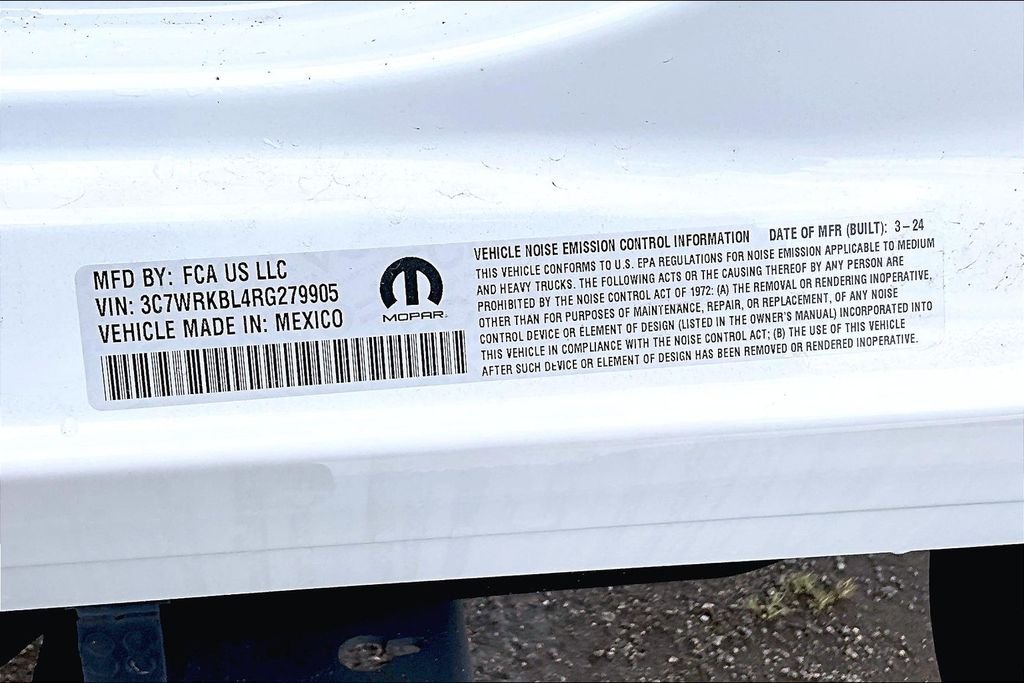 MFD BY: FCA US LLC
VIN: 3C7WRKBL4RG279905
VEHICLE MADE IN: MEXICO
MOPAR
VEHICLE NOISE EMISSION CONTROL INFORMATION DATE OF MFR (BUILT): 3-24
THIS VEHICLE CONFORMS TO U.S. EPA REGULATIONS FOR NOISE EMISSION APPLICABLE TO MEDIUM
AND HEAVY TRUCKS. THE FOLLOWING ACTS OR THE CAUSING THEREOF BY ANY PERSON ARE
PROHIBITED BY THE NOISE CONTROL ACT OF 1972: (A) THE REMOVAL OR RENDERING INOPERATIVE,
OTHER THAN FOR PURPOSES OF MAINTENANCE, REPAIR, OR REPLACEMENT, OF ANY NOISE
CONTROL DEVICE OR ELEMENT OF DESIGN (LISTED IN THE OWNER'S MANUAL) INCORPORATED INTO
THIS VEHICLE IN COMPLIANCE WITH THE NOISE CONTROL ACT; (B) THE USE OF THIS VEHICLE
AFTER SUCH DEVICE OR ELEMENT OF DESIGN HAS BEEN REMOVED OR RENDERED INOPERATIVE.